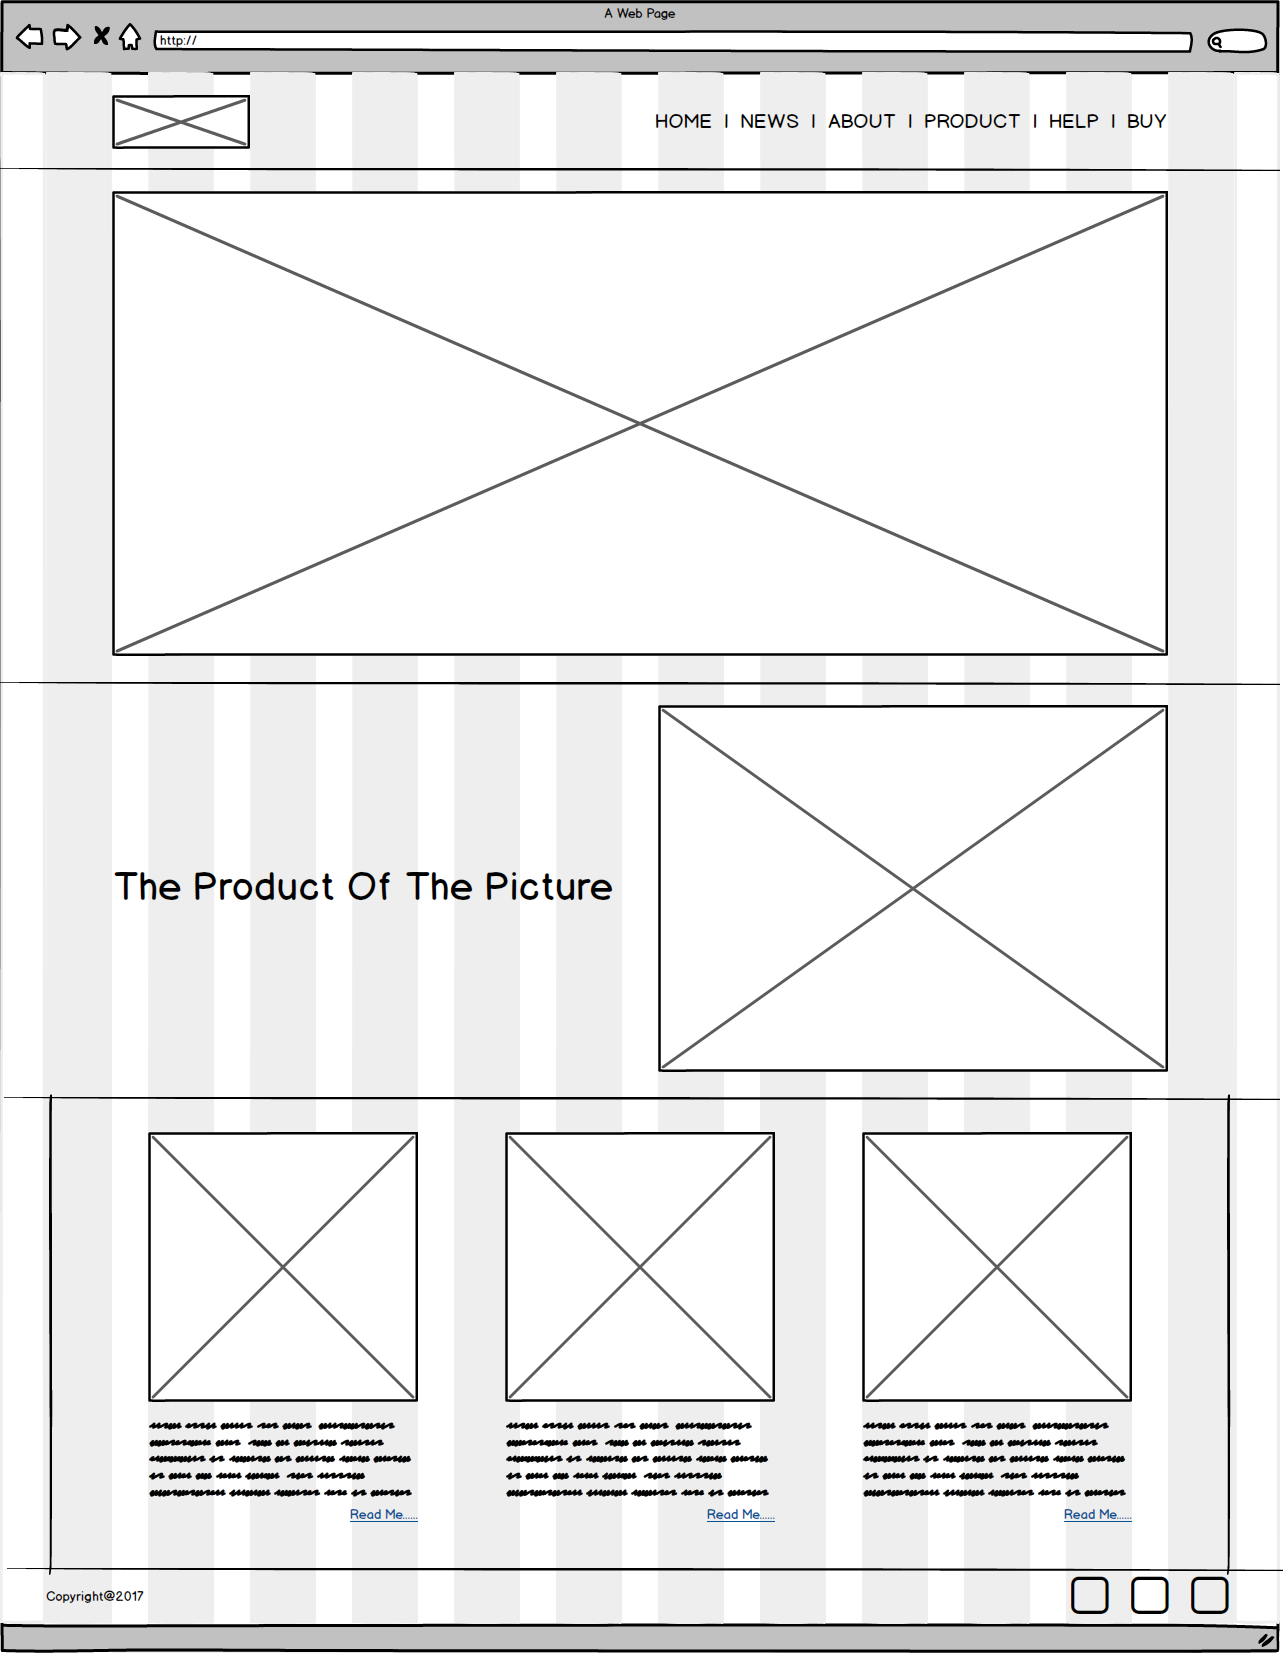 A Web Page
http://
HOME | NEWS | ABOUT | PRODUCT | HELP | BUY
The Product Of The Picture
Read Me......
Read Me......
Read Me......
Copyright@2017